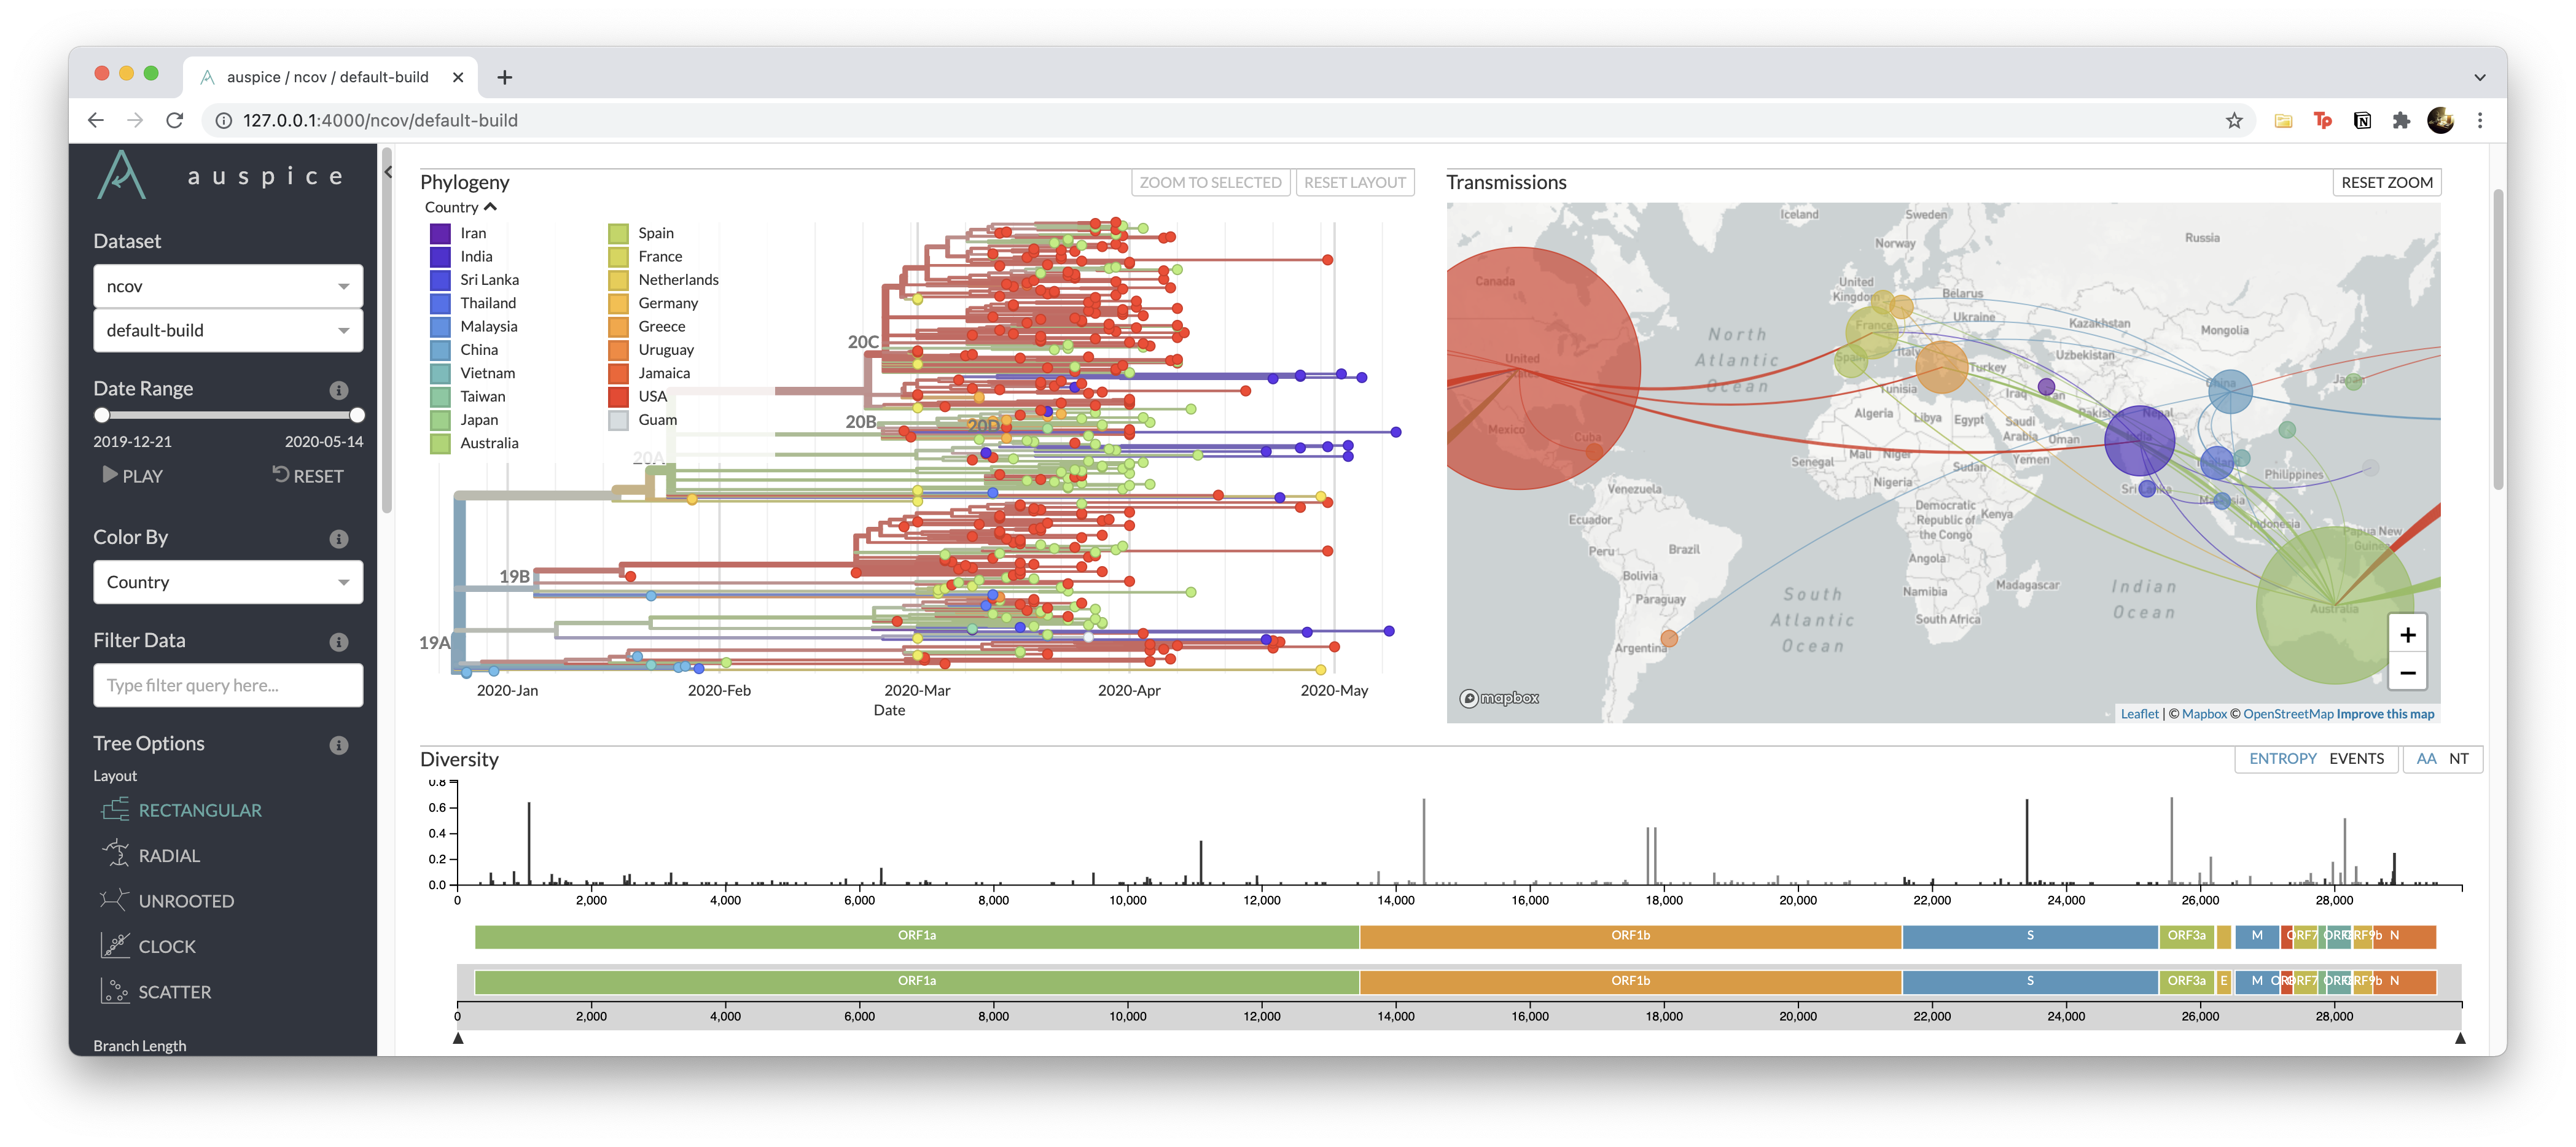 auspice / ncov / default-build
127.0.0.1:4000/ncov/default-build
auspice
Dataset
ncov
default-build
Date Range
2019-12-21 2020-05-14
PLAY RESET
Color By
Country
Filter Data
Type filter query here...
Tree Options
Layout
RECTANGULAR
RADIAL
UNROOTED
CLOCK
SCATTER
Branch Length
Phylogeny
ZOOM TO SELECTED RESET LAYOUT
Country
Iran
India
Sri Lanka
Thailand
Malaysia
China
Vietnam
Taiwan
Japan
Australia
Spain
France
Netherlands
Germany
Greece
Uruguay
Jamaica
USA
Guam
20C
20B
20D
20A
19B
19A
2020-Jan 2020-Feb 2020-Mar 2020-Apr 2020-May
Date
Transmissions
RESET ZOOM
Iceland
Sweden
Russia
Norway
Canada
United Kingdom
Belarus
Ukraine
Kazakhstan
Mongolia
France
North Atlantic Ocean
Italy
Spain
Turkey
Uzbekistan
United States
China
Japan
Tunisia
Iraq
Iran
Pakistan
Nepal
Algeria
Libya
Egypt
Saudi Arabia
Oman
India
Mexico
Cuba
Mali
Niger
Senegal
Sudan
Yemen
Thailand
Philippines
Nigeria
Venezuela
Sri Lanka
Malaysia
Ecuador
Democratic Republic of the Congo
Kenya
Indonesia
Papua New Guinea
Peru
Brazil
Angola
Bolivia
Namibia
Madagascar
Indian Ocean
Paraguay
South Atlantic Ocean
South Africa
Australia
Argentina
+
−
mapbox
Leaflet | © Mapbox © OpenStreetMap Improve this map
Diversity
ENTROPY EVENTS AA NT
0.8
0.6
0.4
0.2
0.0
0 2,000 4,000 6,000 8,000 10,000 12,000 14,000 16,000 18,000 20,000 22,000 24,000 26,000 28,000
ORF1a ORF1b S ORF3a M ORF7 ORF9b N
ORF1a ORF1b S ORF3a E M ORF7 ORF9b N
0 2,000 4,000 6,000 8,000 10,000 12,000 14,000 16,000 18,000 20,000 22,000 24,000 26,000 28,000